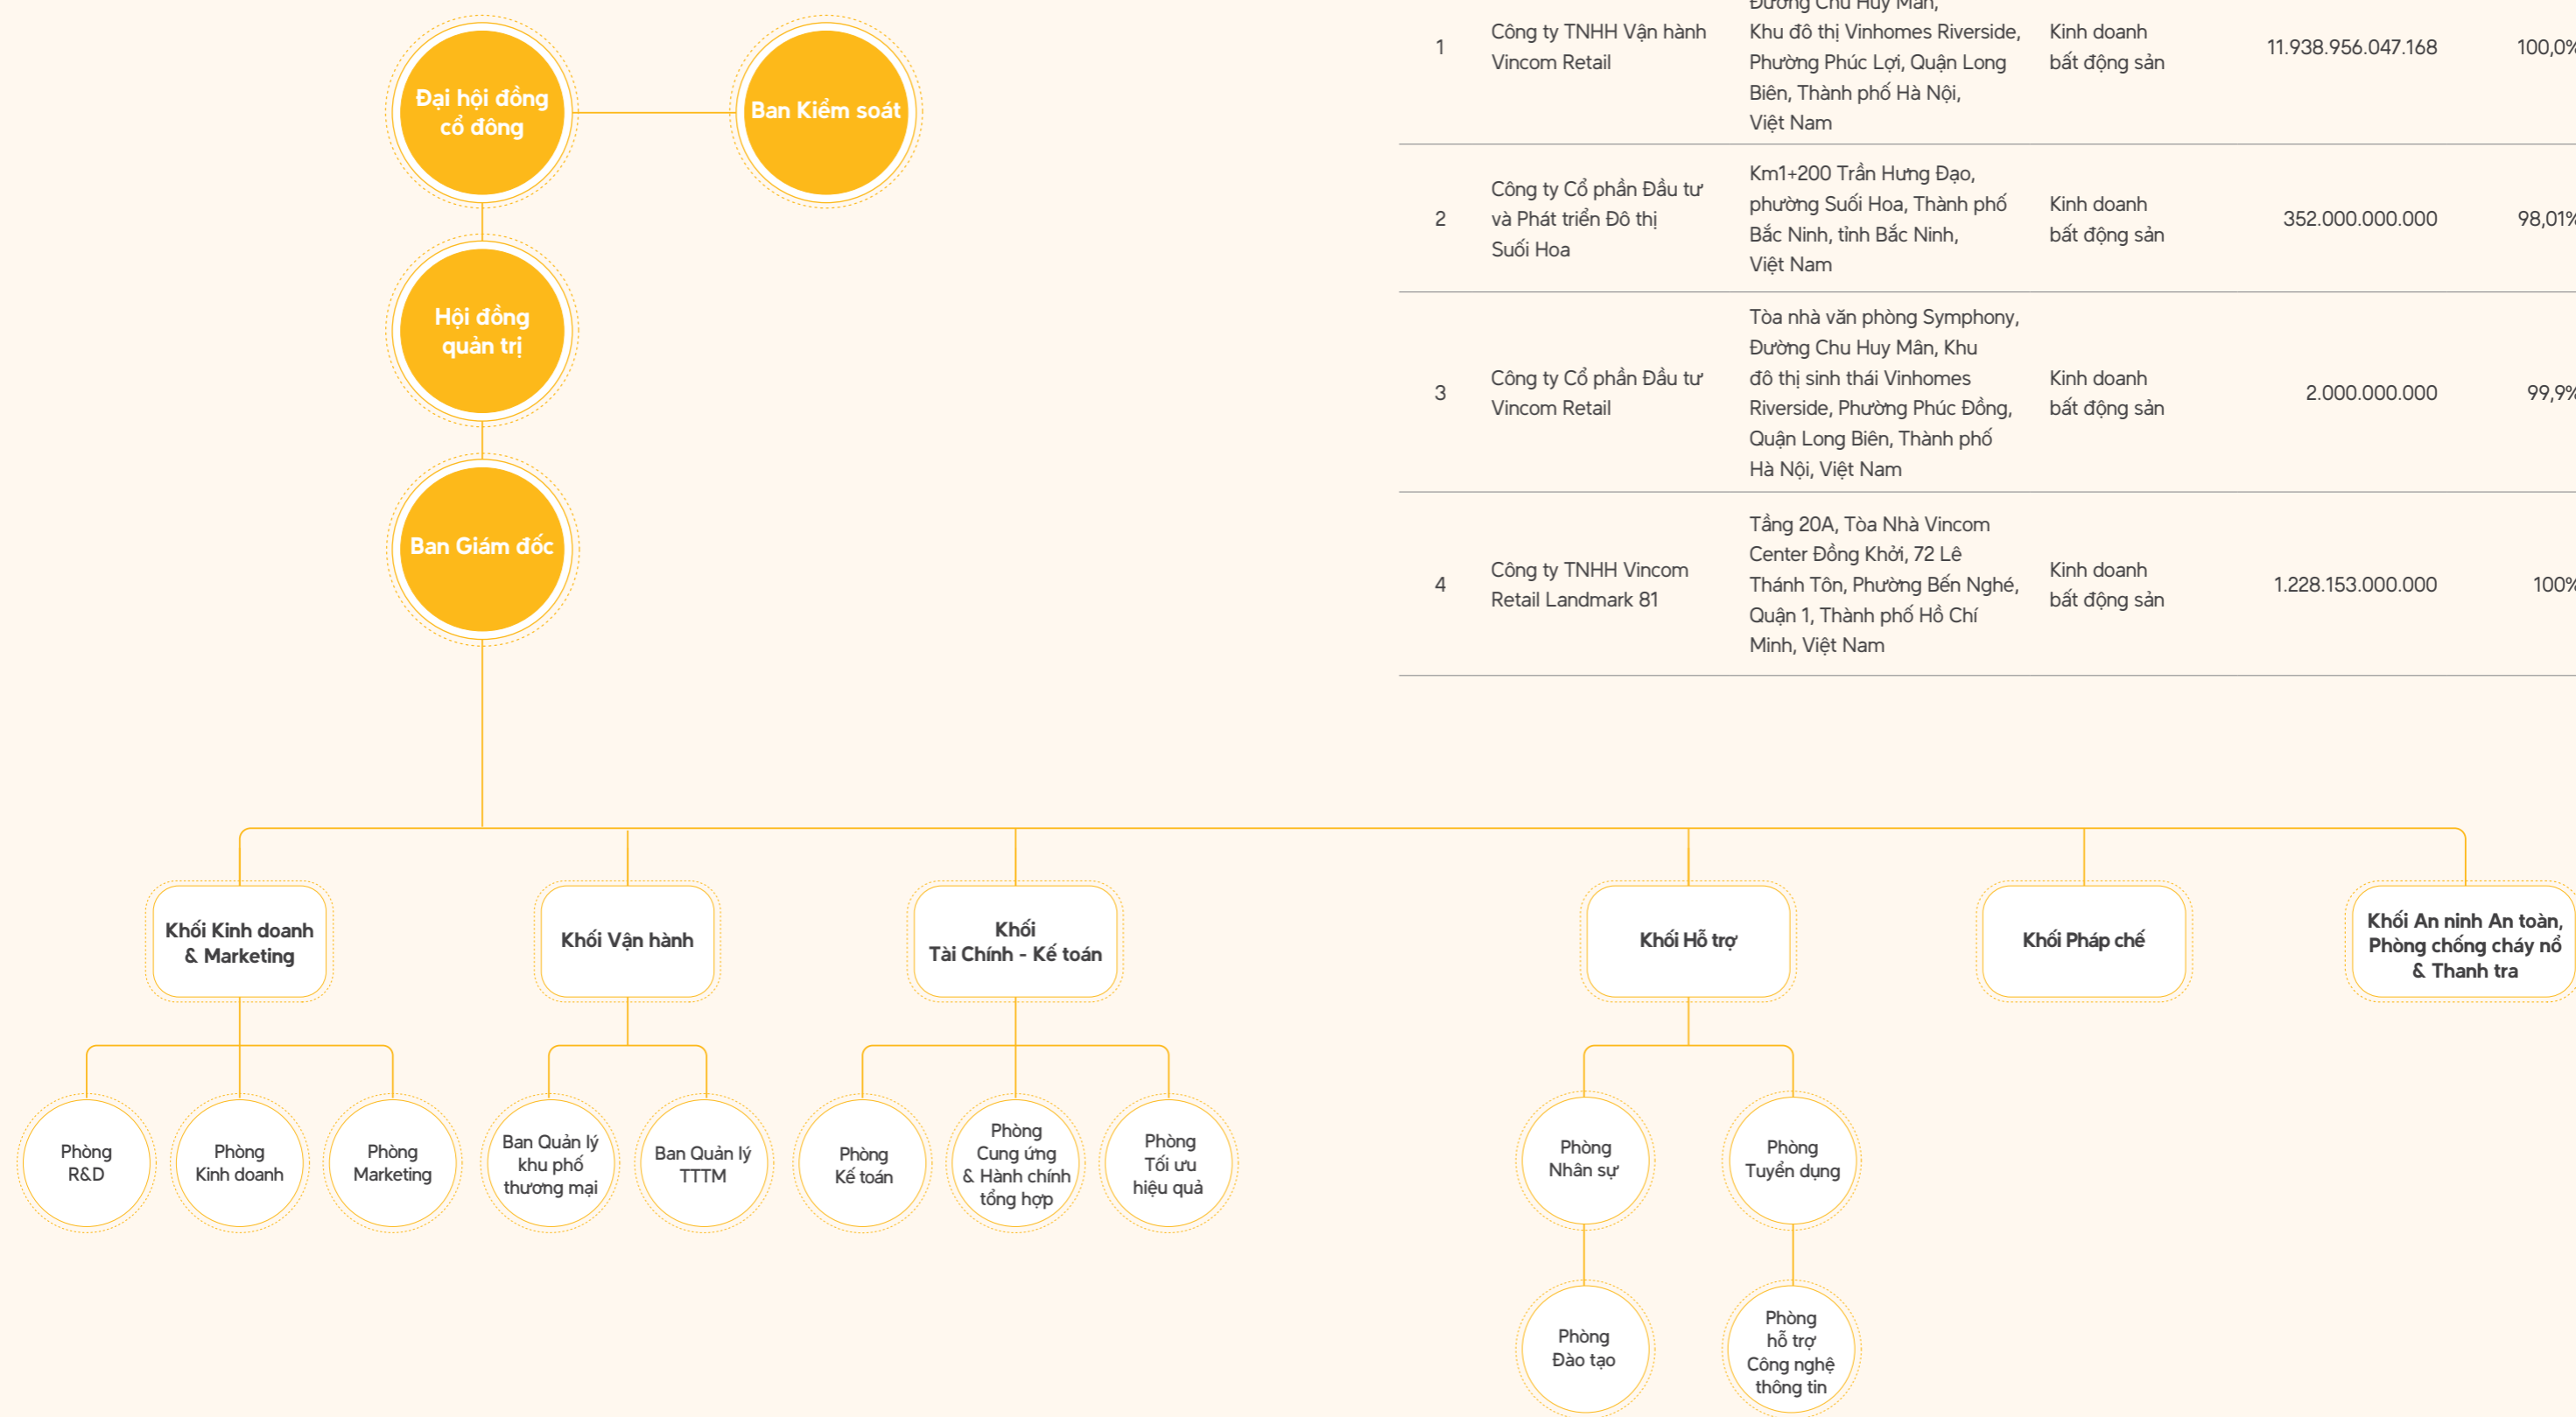 Đại hội đồng
cổ đông
Ban Kiểm soát
Hội đồng
quản trị
Ban Giám đốc
Đường Chu Huy Mân,
1
Công ty TNHH Vận hành
Vincom Retail
Khu đô thị Vinhomes Riverside,
Phường Phúc Lợi, Quận Long
Biên, Thành phố Hà Nội,
Việt Nam
Kinh doanh
bất động sản
11.938.956.047.168
100,0%
2
Công ty Cổ phần Đầu tư
và Phát triển Đô thị
Suối Hoa
Km1+200 Trần Hưng Đạo,
phường Suối Hoa, Thành phố
Bắc Ninh, tỉnh Bắc Ninh,
Việt Nam
Kinh doanh
bất động sản
352.000.000.000
98,01%
3
Công ty Cổ phần Đầu tư
Vincom Retail
Tòa nhà văn phòng Symphony,
Đường Chu Huy Mân, Khu
đô thị sinh thái Vinhomes
Riverside, Phường Phúc Đồng,
Quận Long Biên, Thành phố
Hà Nội, Việt Nam
Kinh doanh
bất động sản
2.000.000.000
99,9%
4
Công ty TNHH Vincom
Retail Landmark 81
Tầng 20A, Tòa Nhà Vincom
Center Đồng Khởi, 72 Lê
Thánh Tôn, Phường Bến Nghé,
Quận 1, Thành phố Hồ Chí
Minh, Việt Nam
Kinh doanh
bất động sản
1.228.153.000.000
100%
Khối Kinh doanh
& Marketing
Khối Vận hành
Khối
Tài Chính - Kế toán
Khối Hỗ trợ
Khối Pháp chế
Khối An ninh An toàn,
Phòng chống cháy nổ
& Thanh tra
Phòng
R&D
Phòng
Kinh doanh
Phòng
Marketing
Ban Quản lý
khu phố
thương mại
Ban Quản lý
TTTM
Phòng
Kế toán
Phòng
Cung ứng
& Hành chính
tổng hợp
Phòng
Tối ưu
hiệu quả
Phòng
Nhân sự
Phòng
Tuyển dụng
Phòng
Đào tạo
Phòng
hỗ trợ
Công nghệ
thông tin